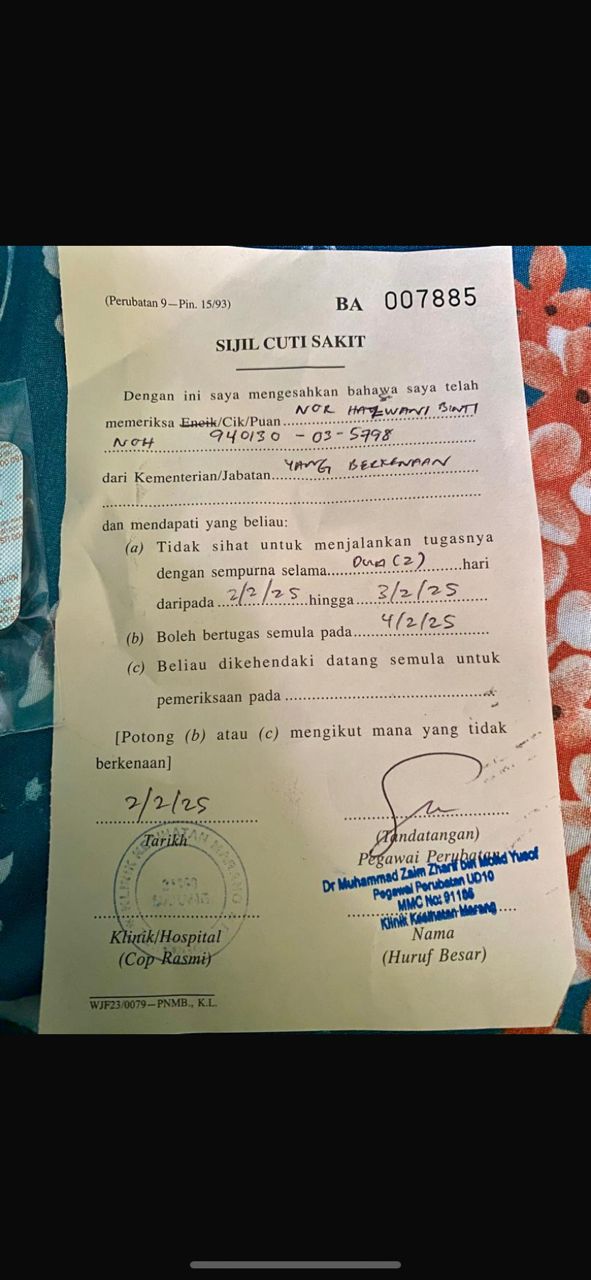 (Perubatan 9—Pin. 15/93)
BA 007885
SIJIL CUTI SAKIT
Dengan ini saya mengesahkan bahawa saya telah
memeriksa Encik/Cik/Puan NOR HAZWANI BINTI
NOH 940130 - 03 - 5798
dari Kementerian/Jabatan YANG BERKENAAN
dan mendapati yang beliau:
(a) Tidak sihat untuk menjalankan tugasnya
dengan sempurna selama DUA (2) hari
daripada 2/2/25 hingga 3/2/25
(b) Boleh bertugas semula pada 4/2/25
(c) Beliau dikehendaki datang semula untuk
pemeriksaan pada
[Potong (b) atau (c) mengikut mana yang tidak
berkenaan]
2/2/25
Tarikh
(Tandatangan)
Pegawai Perubatan
Dr Muhammad Zaim Zharif bin Mohd Yusof
Pegawai Perubatan UD10
MMC No: 91186
Klinik Kesihatan Marang
KLINIK KESIHATAN MARANG
Klinik/Hospital
(Cop Rasmi)
Nama
(Huruf Besar)
WJF23/0079—PNMB., K.L.